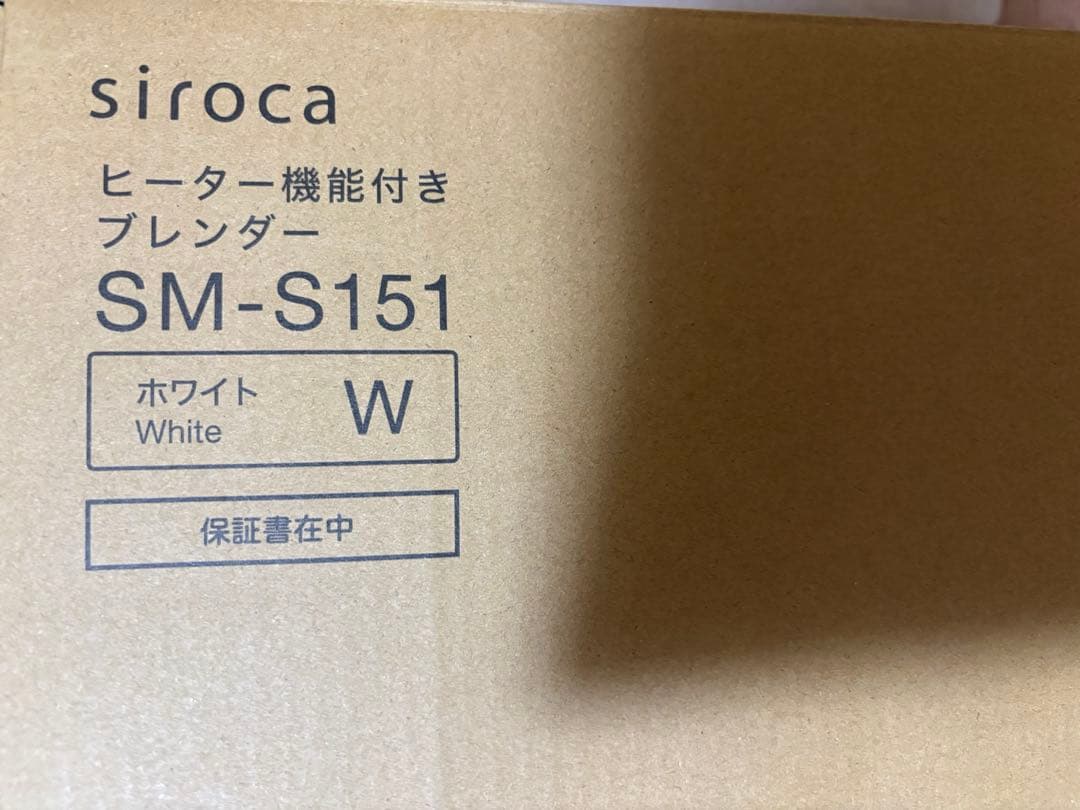 siroca
ヒーター機能付き
ブレンダー
SM-S151
ホワイト W
White
保証書在中